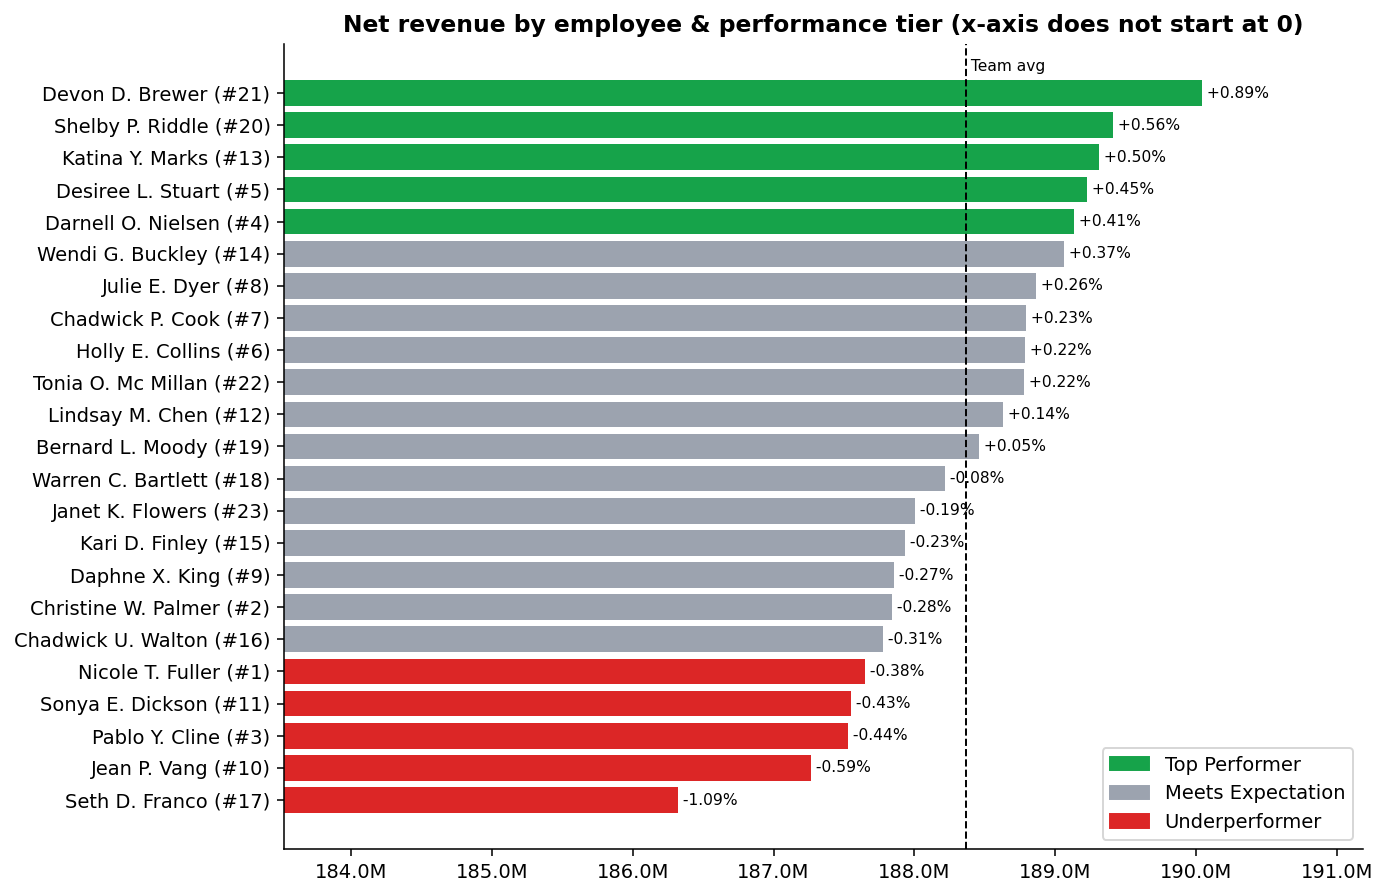 Net revenue by employee & performance tier (x-axis does not start at 0)
Team avg
Devon D. Brewer (#21) +0.89%
Shelby P. Riddle (#20) +0.56%
Katina Y. Marks (#13) +0.50%
Desiree L. Stuart (#5) +0.45%
Darnell O. Nielsen (#4) +0.41%
Wendi G. Buckley (#14) +0.37%
Julie E. Dyer (#8) +0.26%
Chadwick P. Cook (#7) +0.23%
Holly E. Collins (#6) +0.22%
Tonia O. Mc Millan (#22) +0.22%
Lindsay M. Chen (#12) +0.14%
Bernard L. Moody (#19) +0.05%
Warren C. Bartlett (#18) -0.08%
Janet K. Flowers (#23) -0.19%
Kari D. Finley (#15) -0.23%
Daphne X. King (#9) -0.27%
Christine W. Palmer (#2) -0.28%
Chadwick U. Walton (#16) -0.31%
Nicole T. Fuller (#1) -0.38%
Sonya E. Dickson (#11) -0.43%
Pablo Y. Cline (#3) -0.44%
Jean P. Vang (#10) -0.59%
Seth D. Franco (#17) -1.09%
Top Performer
Meets Expectation
Underperformer
184.0M 185.0M 186.0M 187.0M 188.0M 189.0M 190.0M 191.0M